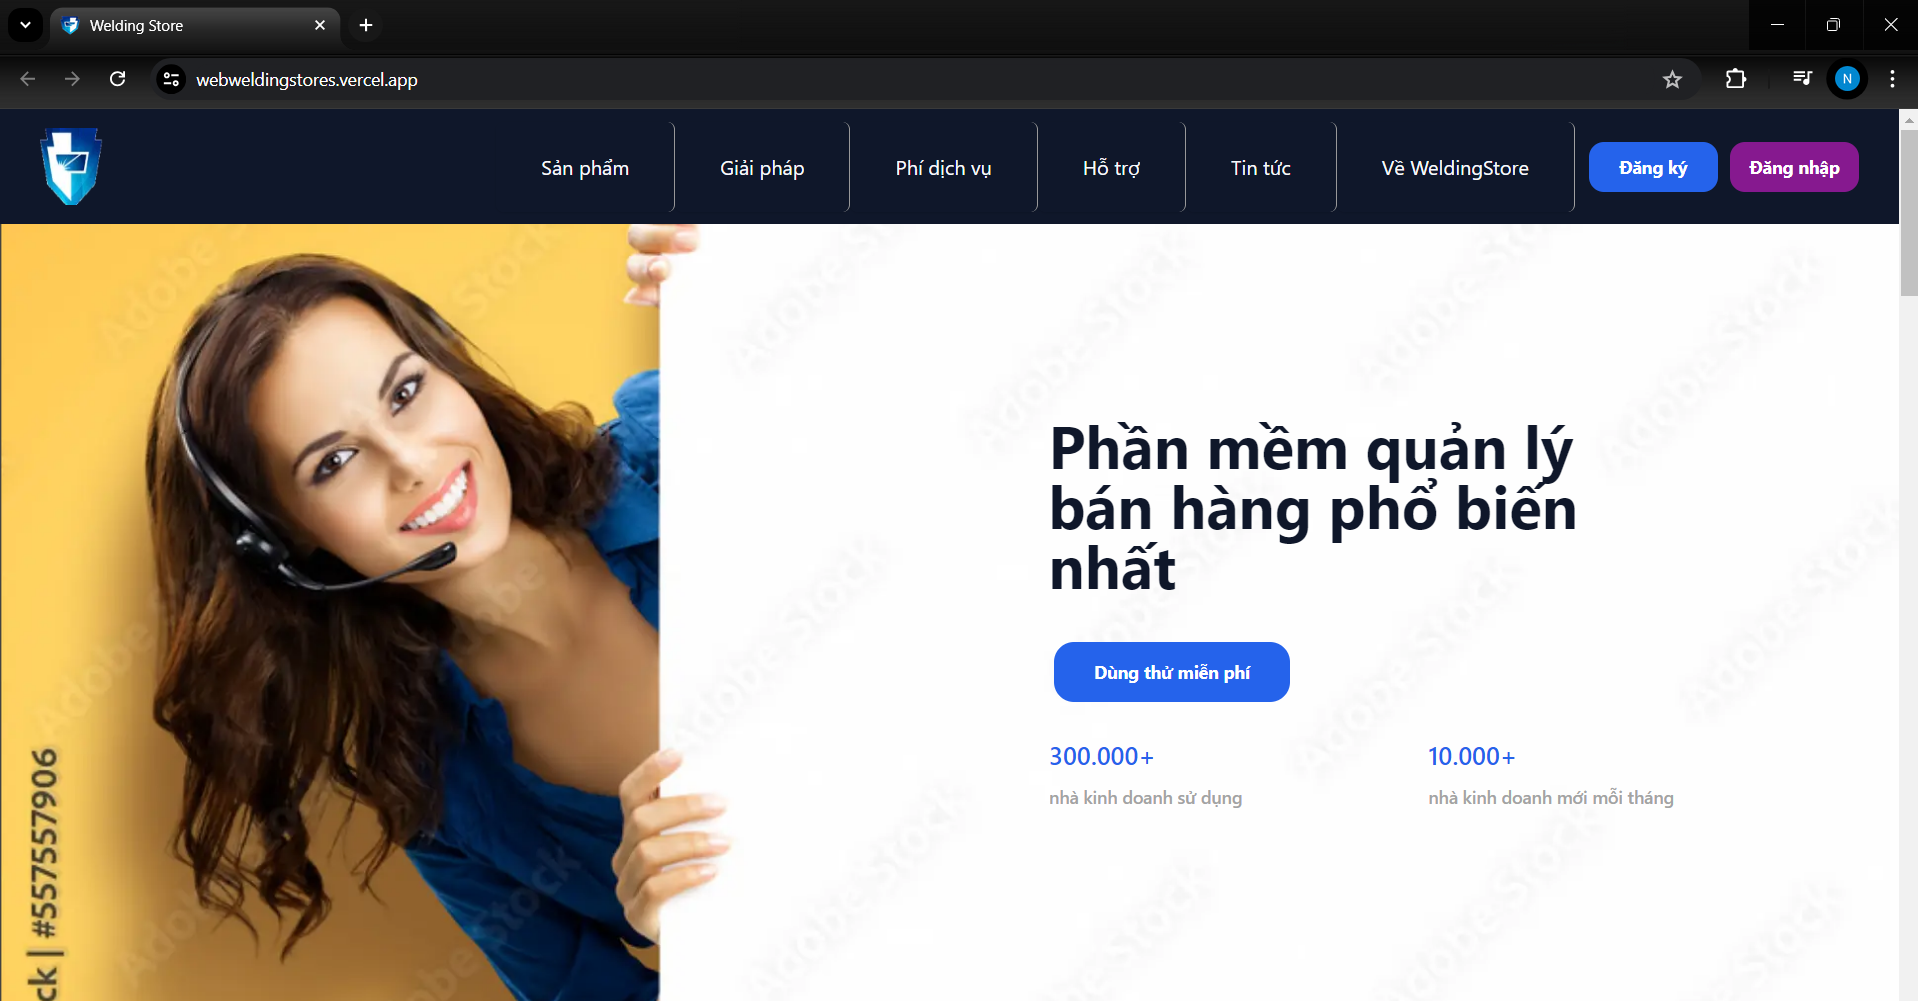 Welding Store
webweldingstores.vercel.app
N
Sản phẩm
Giải pháp
Phí dịch vụ
Hỗ trợ
Tin tức
Về WeldingStore
Đăng ký
Đăng nhập
Phần mềm quản lý
bán hàng phổ biến
nhất
Dùng thử miễn phí
300.000+
10.000+
nhà kinh doanh sử dụng
nhà kinh doanh mới mỗi tháng
Adobe Stock
ck | #557557906